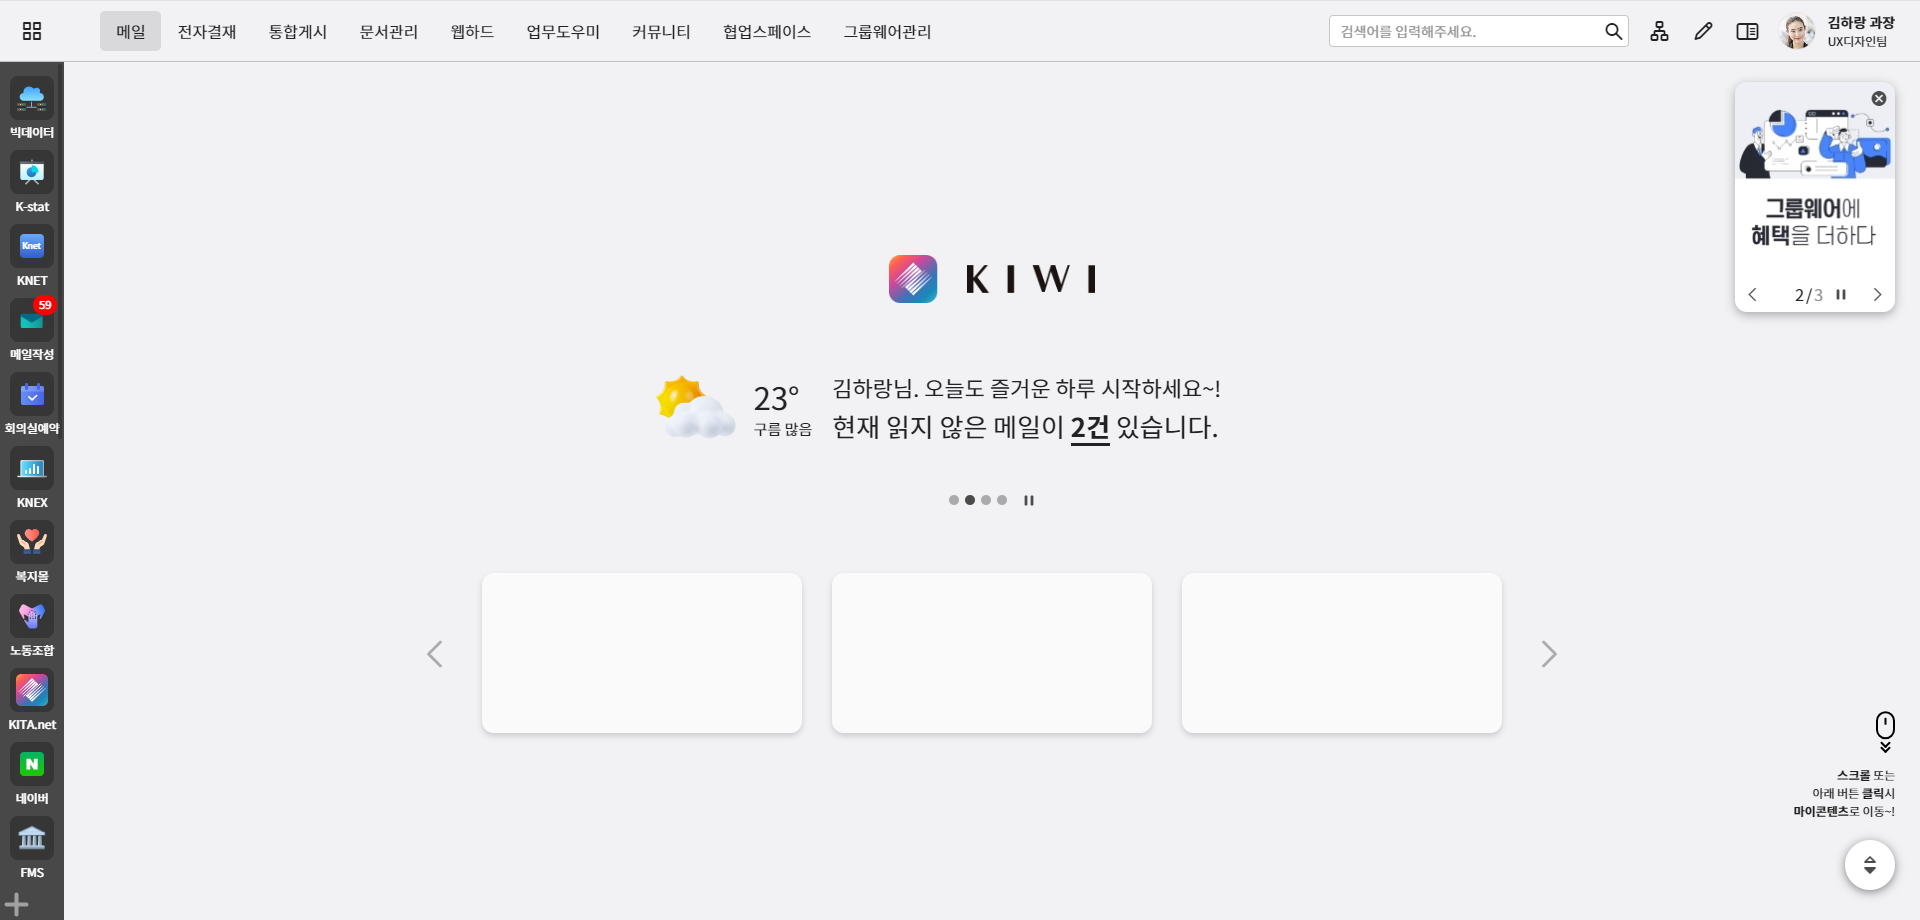 메일 전자결재 통합게시 문서관리 웹하드 업무도우미 커뮤니티 협업스페이스 그룹웨어관리
검색어를 입력해주세요.
김하랑 과장
UX디자인팀
빅데이터
K-stat
Knet
KNET
59
메일작성
회의실예약
KNEX
복지몰
노동조합
KITA.net
N
네이버
FMS
그룹웨어에
혜택을 더하다
2/3
KIWI
23°
구름 많음
김하랑님. 오늘도 즐거운 하루 시작하세요~!
현재 읽지 않은 메일이 2건 있습니다.
스크롤 또는
아래 버튼 클릭시
마이콘텐츠로 이동~!